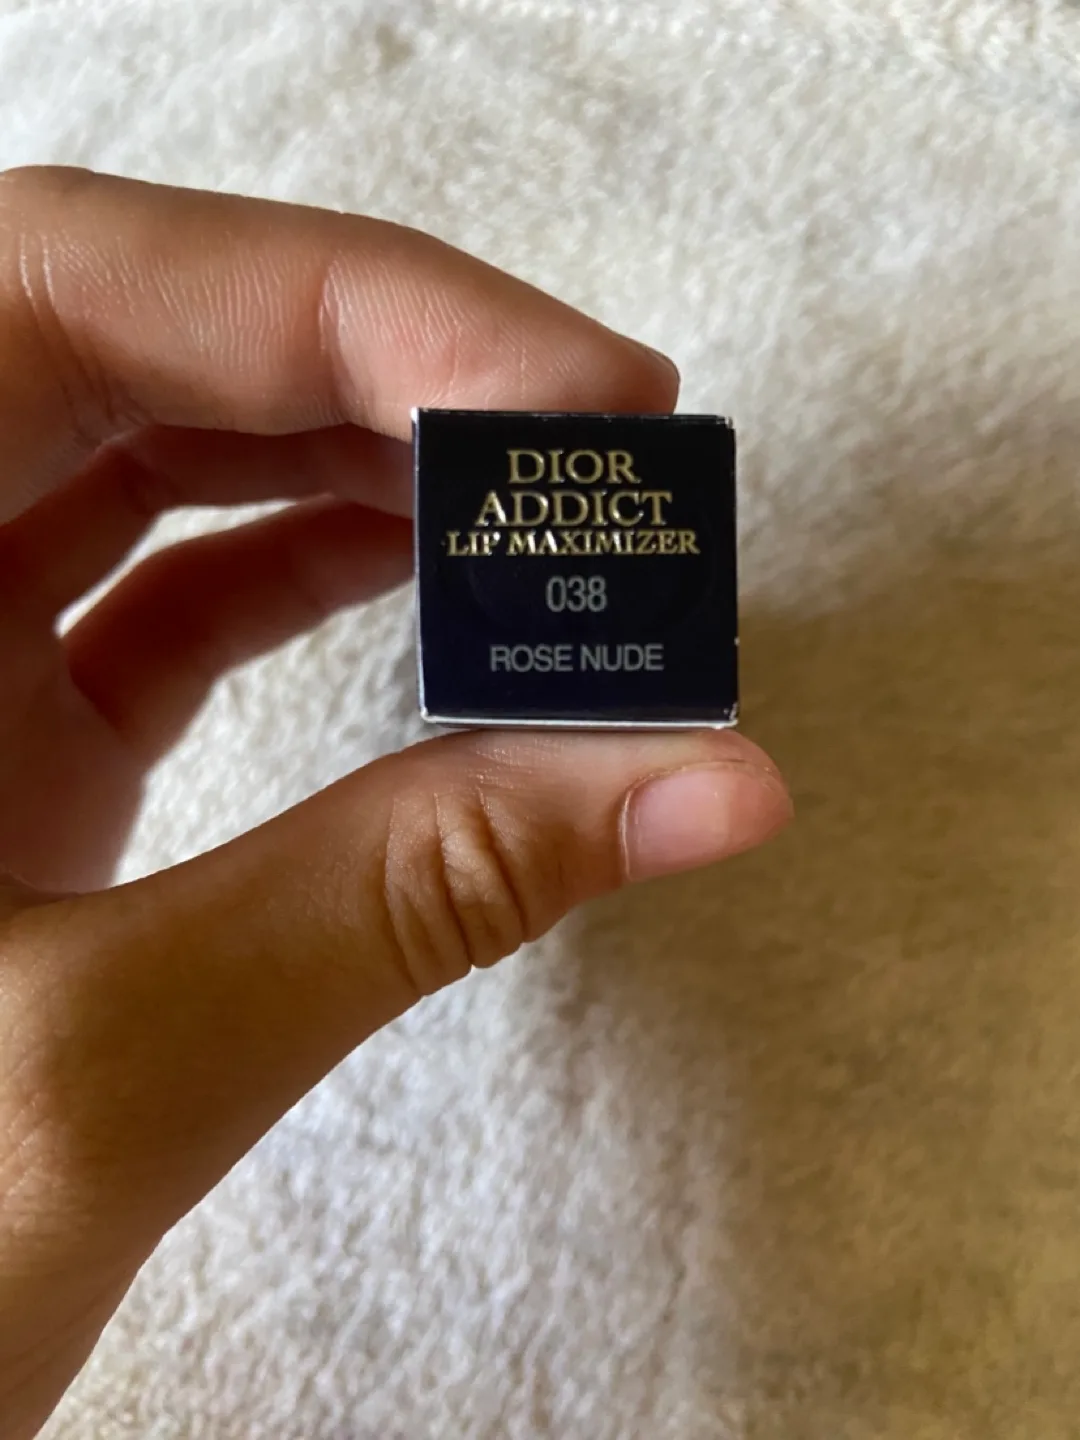 DIOR
ADDICT
LIP MAXIMIZER
038
ROSE NUDE